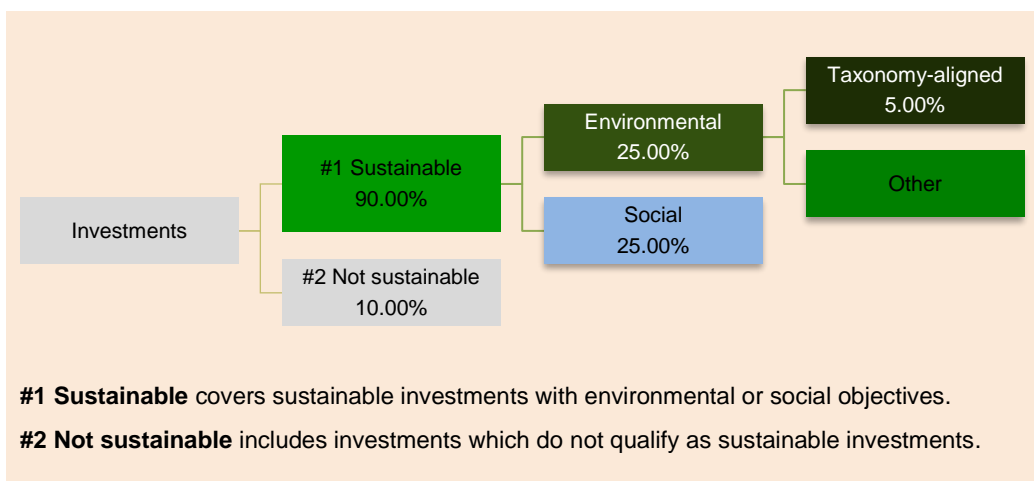 Investments
#1 Sustainable
90.00%
#2 Not sustainable
10.00%
Environmental
25.00%
Social
25.00%
Taxonomy-aligned
5.00%
Other
#1 Sustainable covers sustainable investments with environmental or social objectives.
#2 Not sustainable includes investments which do not qualify as sustainable investments.